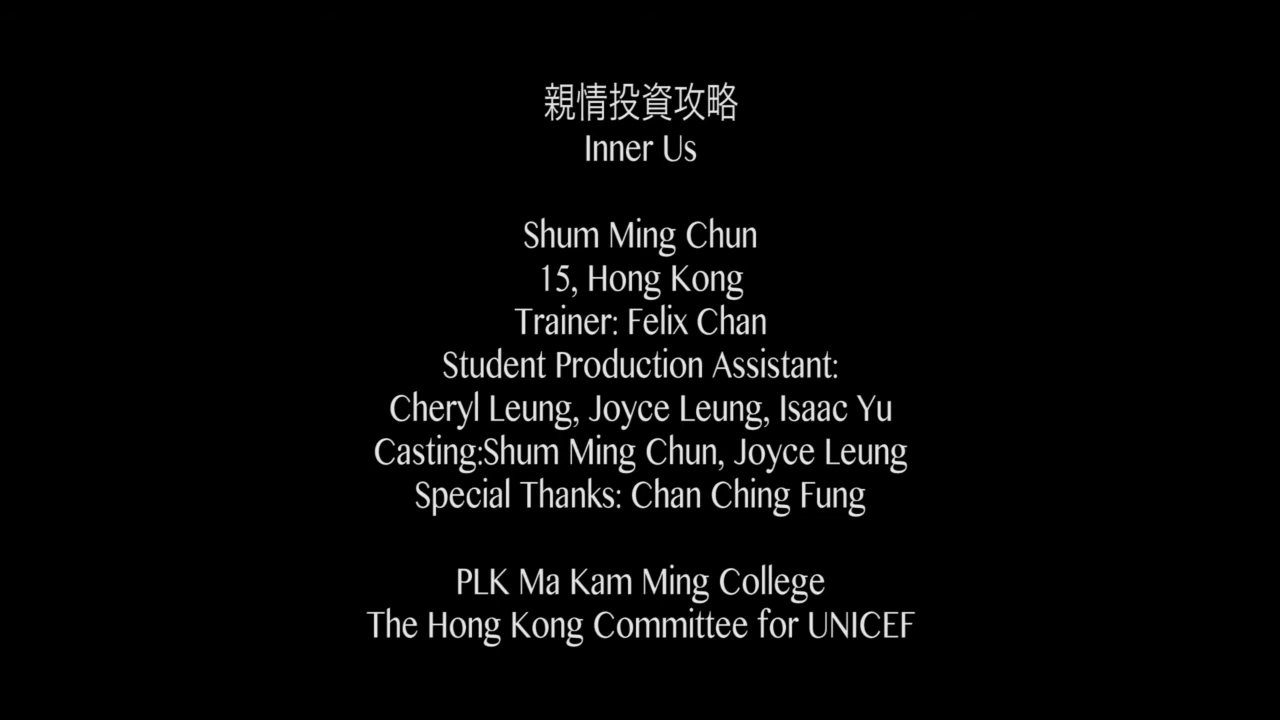 親情投資攻略
Inner Us
Shum Ming Chun
15, Hong Kong
Trainer: Felix Chan
Student Production Assistant:
Cheryl Leung, Joyce Leung, Isaac Yu
Casting:Shum Ming Chun, Joyce Leung
Special Thanks: Chan Ching Fung
PLK Ma Kam Ming College
The Hong Kong Committee for UNICEF